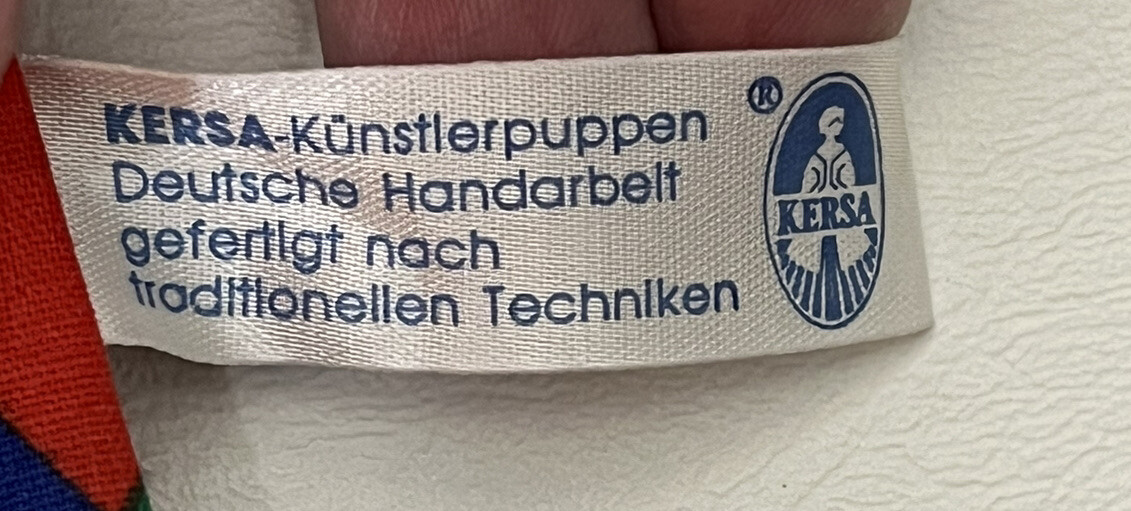 KERSA-Künstlerpuppen
Deutsche Handarbeit
gefertigt nach
traditionellen Techniken
®
KERSA